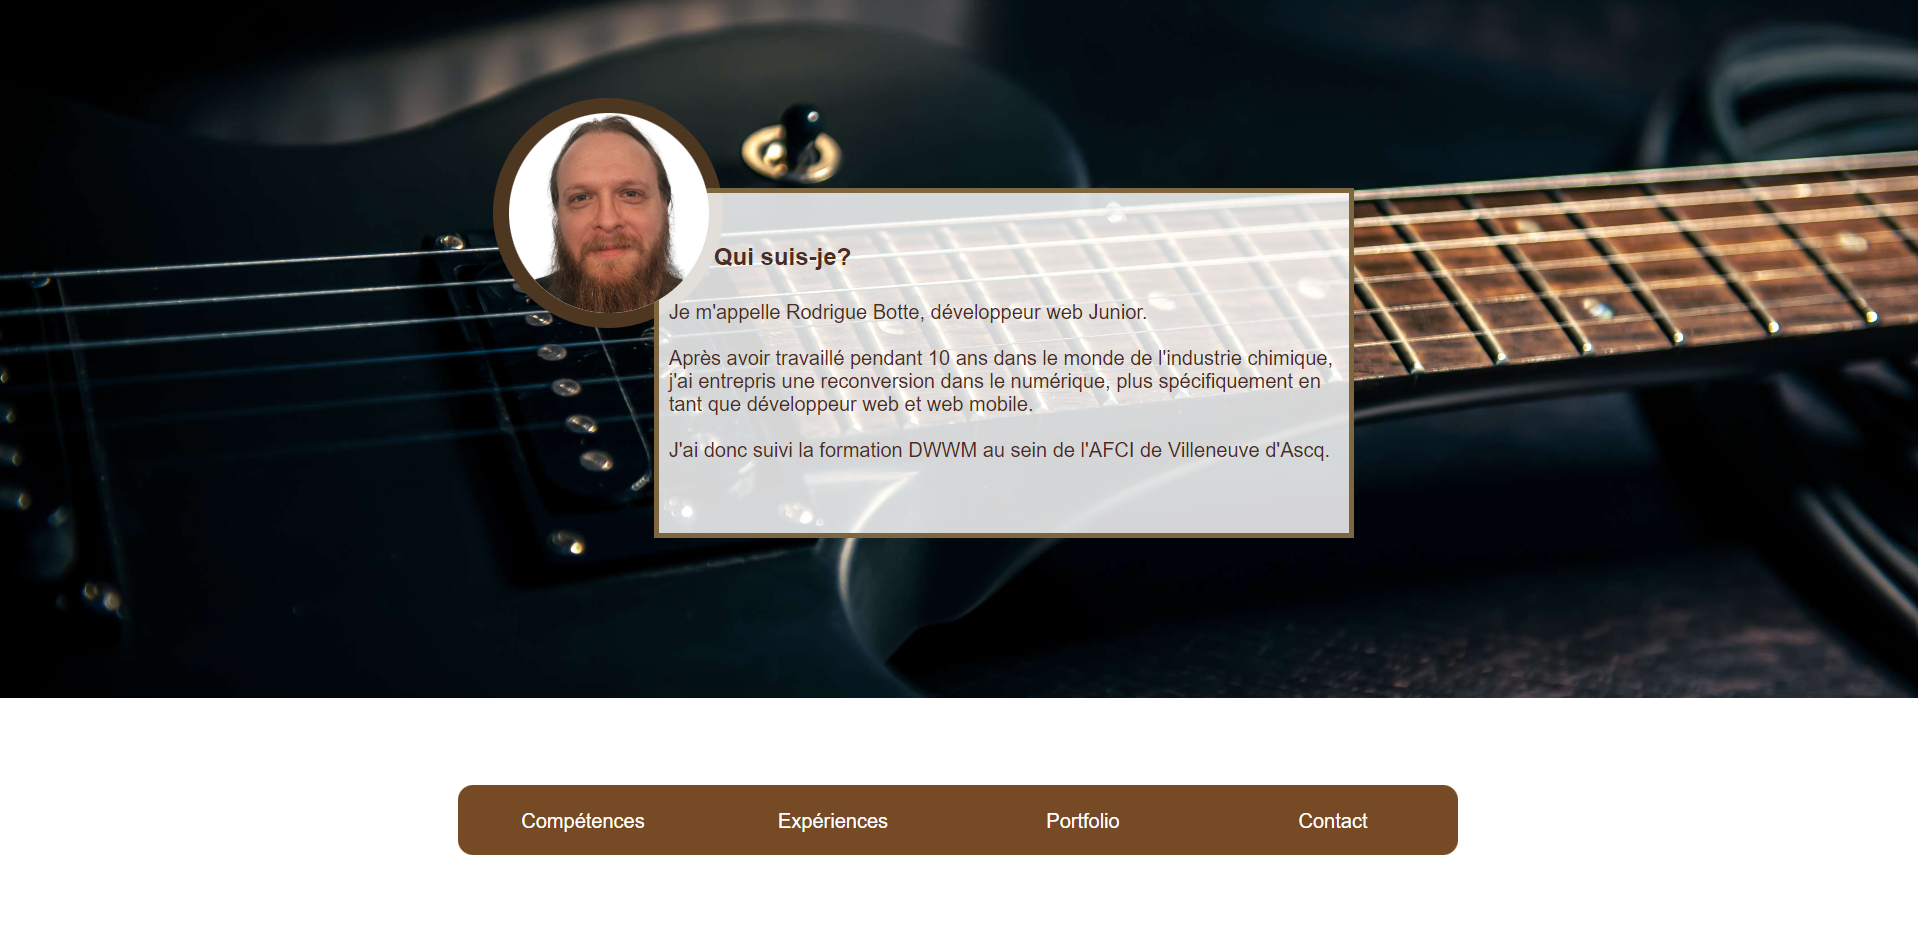 Qui suis-je?
Je m'appelle Rodrigue Botte, développeur web Junior.
Après avoir travaillé pendant 10 ans dans le monde de l'industrie chimique,
j'ai entrepris une reconversion dans le numérique, plus spécifiquement en
tant que développeur web et web mobile.
J'ai donc suivi la formation DWWM au sein de l'AFCI de Villeneuve d'Ascq.
Compétences
Expériences
Portfolio
Contact